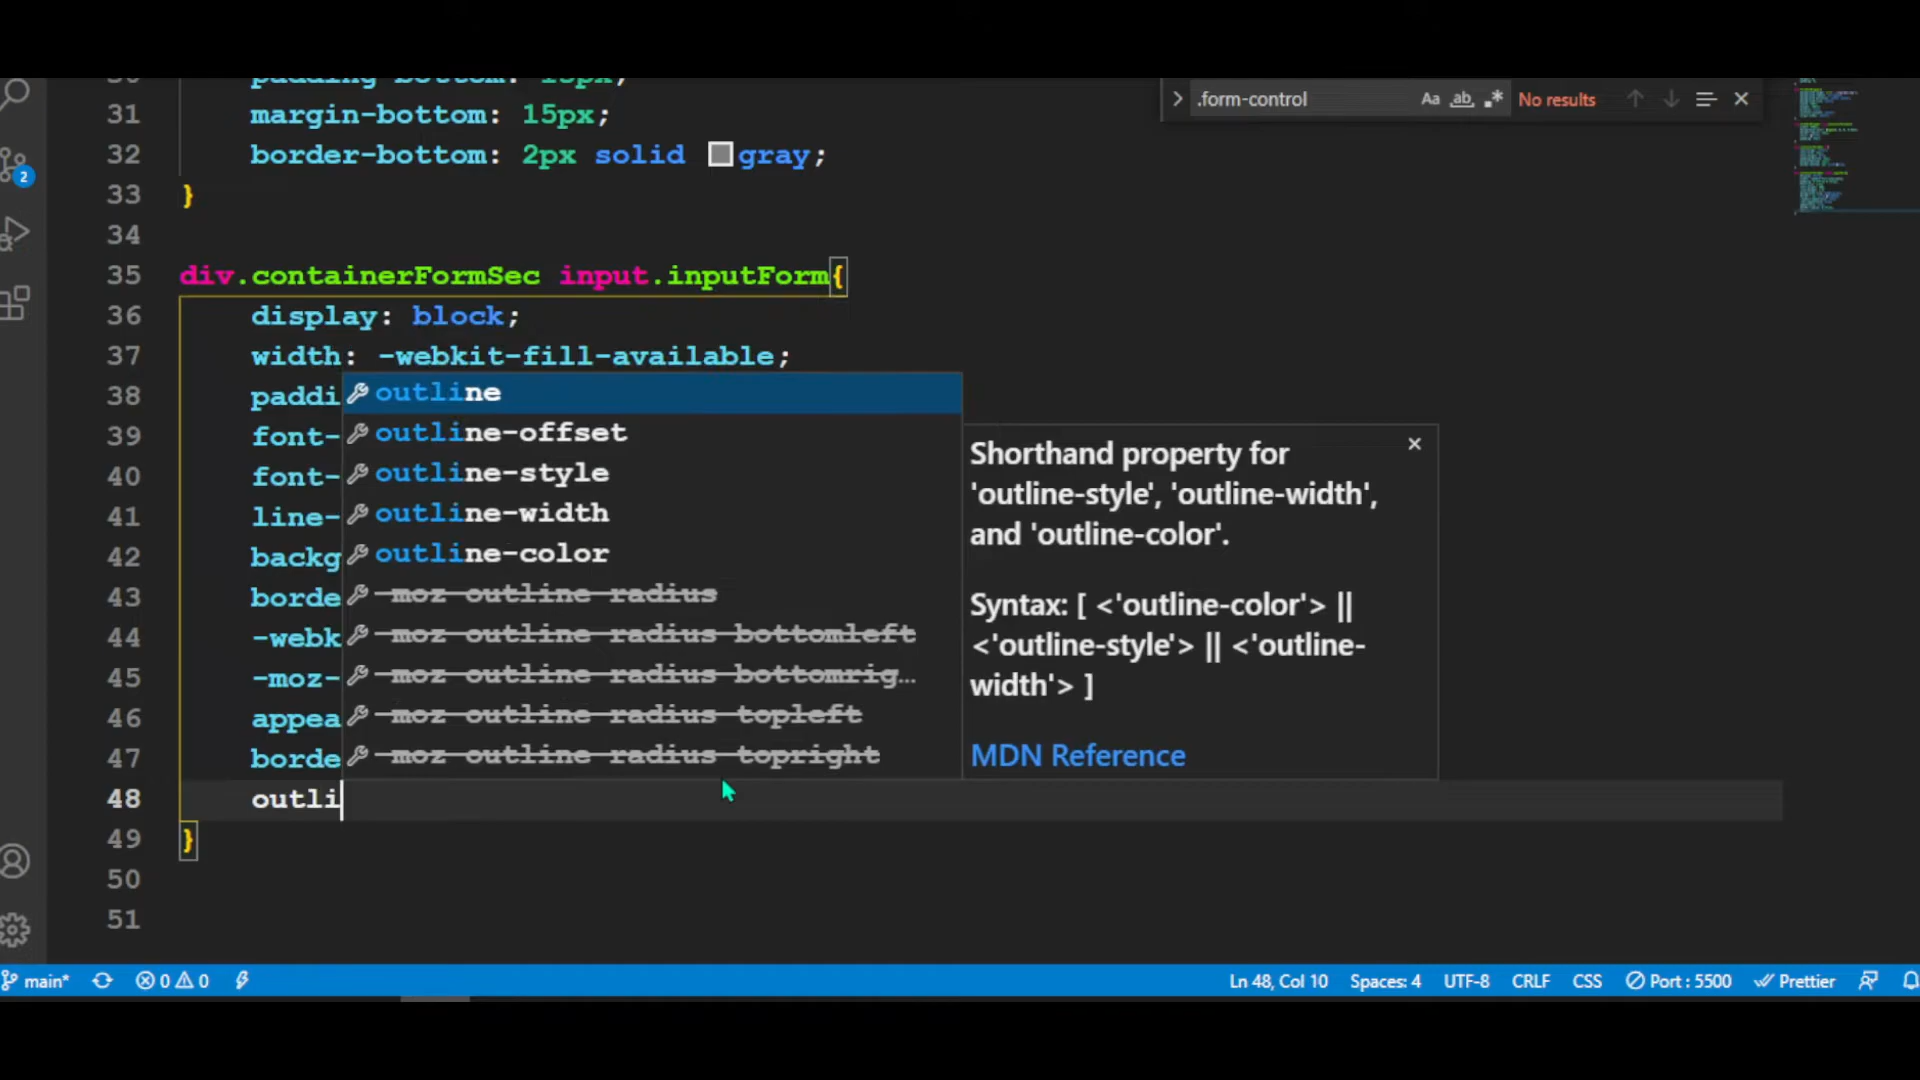 padding-bottom: 15px;
31 margin-bottom: 15px;
32 border-bottom: 2px solid gray;
33 }
34
35 div.containerFormSec input.inputForm{
36 display: block;
37 width: -webkit-fill-available;
38 paddi
39 font-
40 font-
41 line-
42 backg
43 borde
44 -webk
45 -moz-
46 appea
47 borde
48 outli
49 }
50
51
outline
outline-offset
outline-style
outline-width
outline-color
-moz-outline-radius
-moz-outline-radius-bottomleft
-moz-outline-radius-bottomrig…
-moz-outline-radius-topleft
-moz-outline-radius-topright
Shorthand property for
'outline-style', 'outline-width',
and 'outline-color'.
Syntax: [ <'outline-color'> ||
<'outline-style'> || <'outline-
width'> ]
MDN Reference
.form-control Aa ab .* No results
2
main* 0 0 Ln 48, Col 10 Spaces: 4 UTF-8 CRLF CSS Port : 5500 Prettier